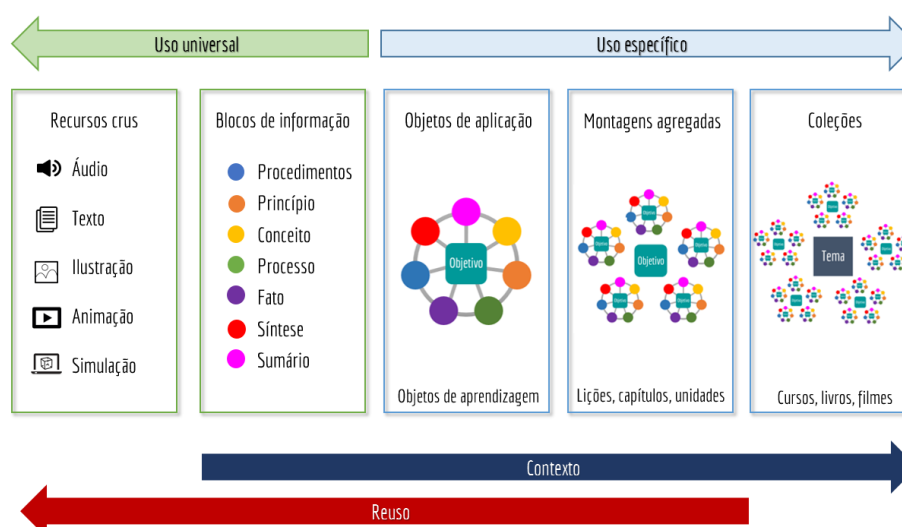 Uso universal
Uso específico
Recursos crus
Áudio
Texto
Ilustração
Animação
Simulação
Blocos de informação
Procedimentos
Princípio
Conceito
Processo
Fato
Síntese
Sumário
Objetos de aplicação
Objetivo
Objetos de aprendizagem
Montagens agregadas
Objetivo
Lições, capítulos, unidades
Coleções
Tema
Cursos, livros, filmes
Contexto
Reuso